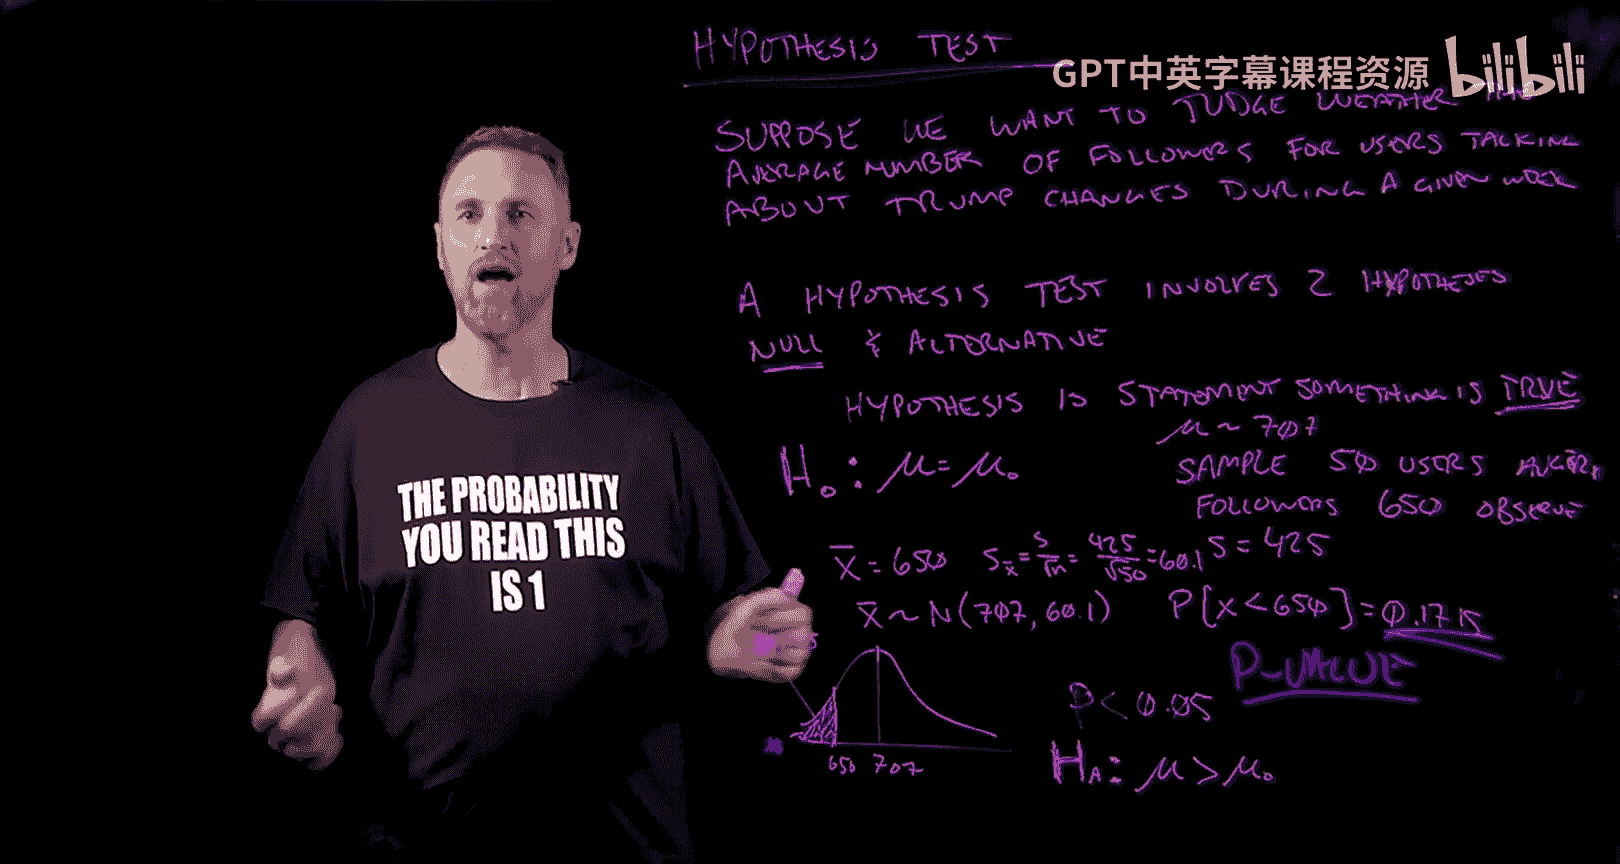 HYPOTHESIS TEST
GPT中英字幕课程资源 bilibili
SUPPOSE WE WANT TO JUDGE WEATHER
AVERAGE NUMBER OF FOLLOWERS FOR USERS TALKING
ABOUT TRUMP CHANGES DURING A GIVEN WEEK
A HYPOTHESIS TEST INVOLVES 2 HYPOTHESES
NULL & ALTERNATIVE
HYPOTHESIS IS STATEMENT SOMETHING IS TRUE
μ ~ 707
H₀: μ = μ₀
SAMPLE 50 USERS
FOLLOWERS 650 OBSERVE
x̄ = 650 S_x̄ = S/√n = 425/√50 = 60.1 S = 425
x̄ ~ N(707, 60.1) P[x < 650] = 0.1715
P-VALUE
P < 0.05
650 707
H_A: μ > μ₀
THE PROBABILITY
YOU READ THIS
IS 1